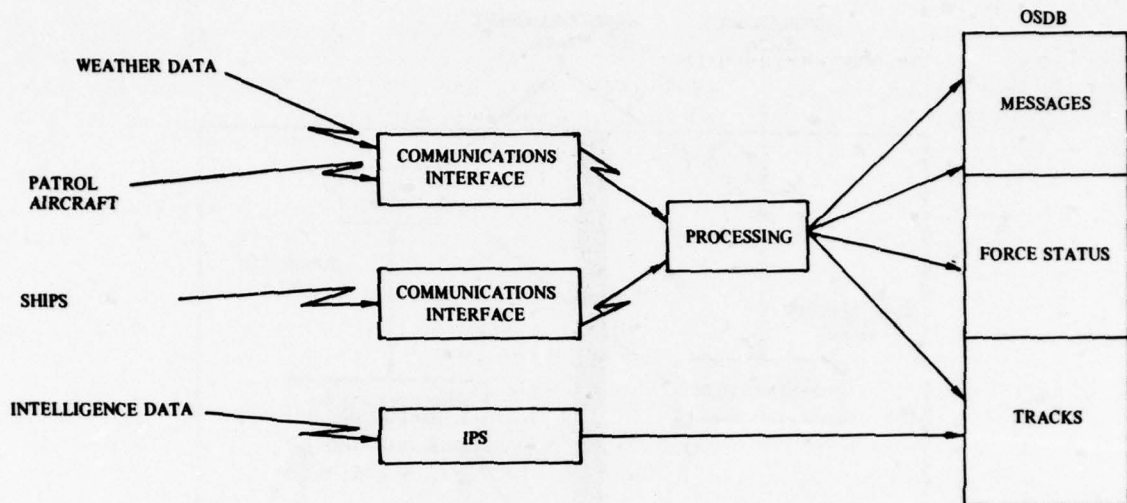 OSDB
WEATHER DATA
MESSAGES
COMMUNICATIONS
INTERFACE
PATROL
AIRCRAFT
PROCESSING
FORCE STATUS
SHIPS
COMMUNICATIONS
INTERFACE
INTELLIGENCE DATA
IPS
TRACKS